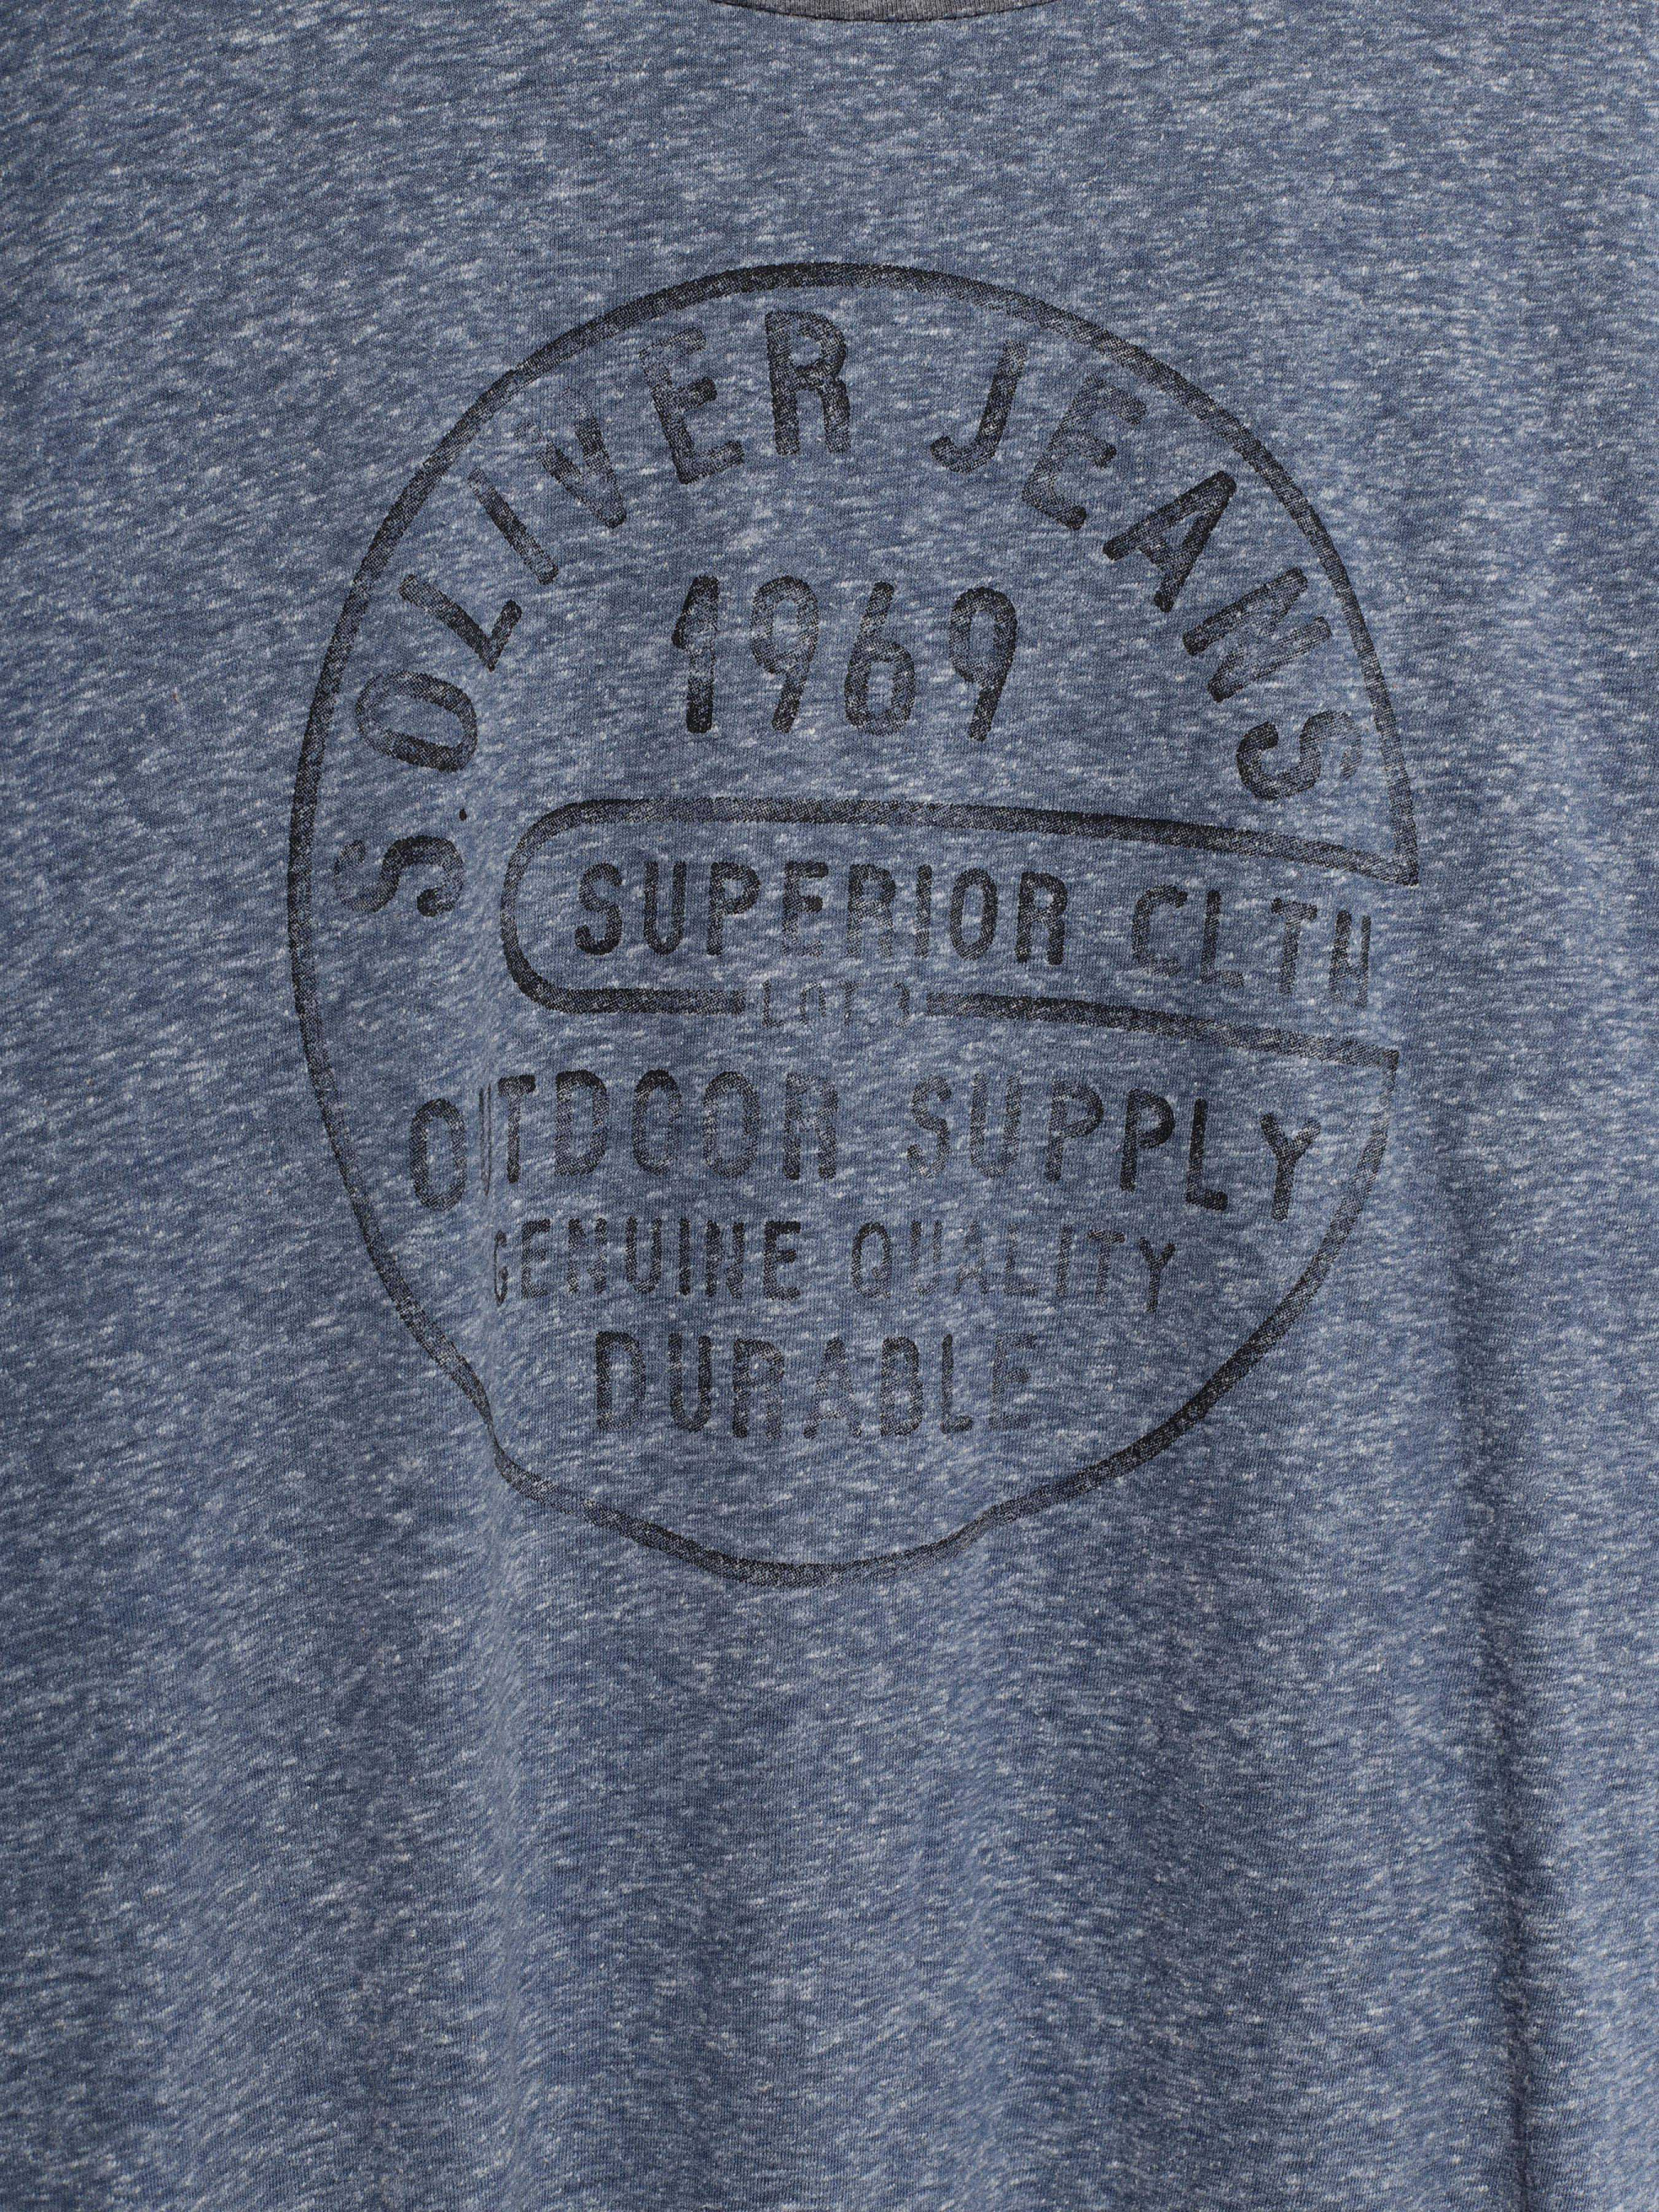 S.OLIVER JEANS
1969
SUPERIOR CLTH
OUTDOOR SUPPLY
GENUINE QUALITY
DURABLE